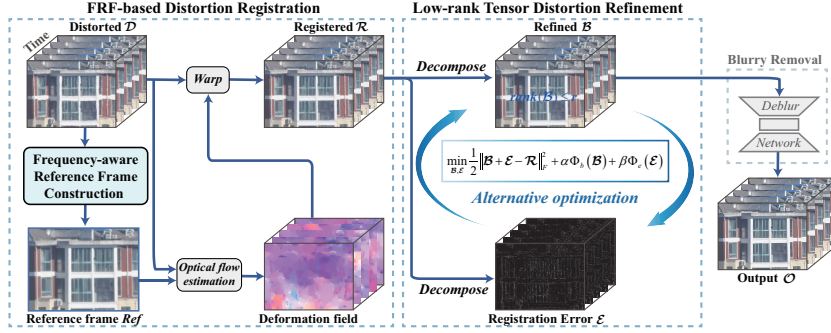 FRF-based Distortion Registration
Low-rank Tensor Distortion Refinement
Distorted 𝒟
Time
Registered ℛ
Warp
Frequency-aware
Reference Frame
Construction
Optical flow
estimation
Reference frame Ref
Deformation field
Decompose
Refined ℬ
rank(ℬ)<r
min_{ℬ,ℰ} 1/2 ‖ℬ + ℰ − ℛ‖²_F + αΦ_b(ℬ) + βΦ_e(ℰ)
Alternative optimization
Decompose
Registration Error ℰ
Blurry Removal
Deblur
Network
Output 𝒪